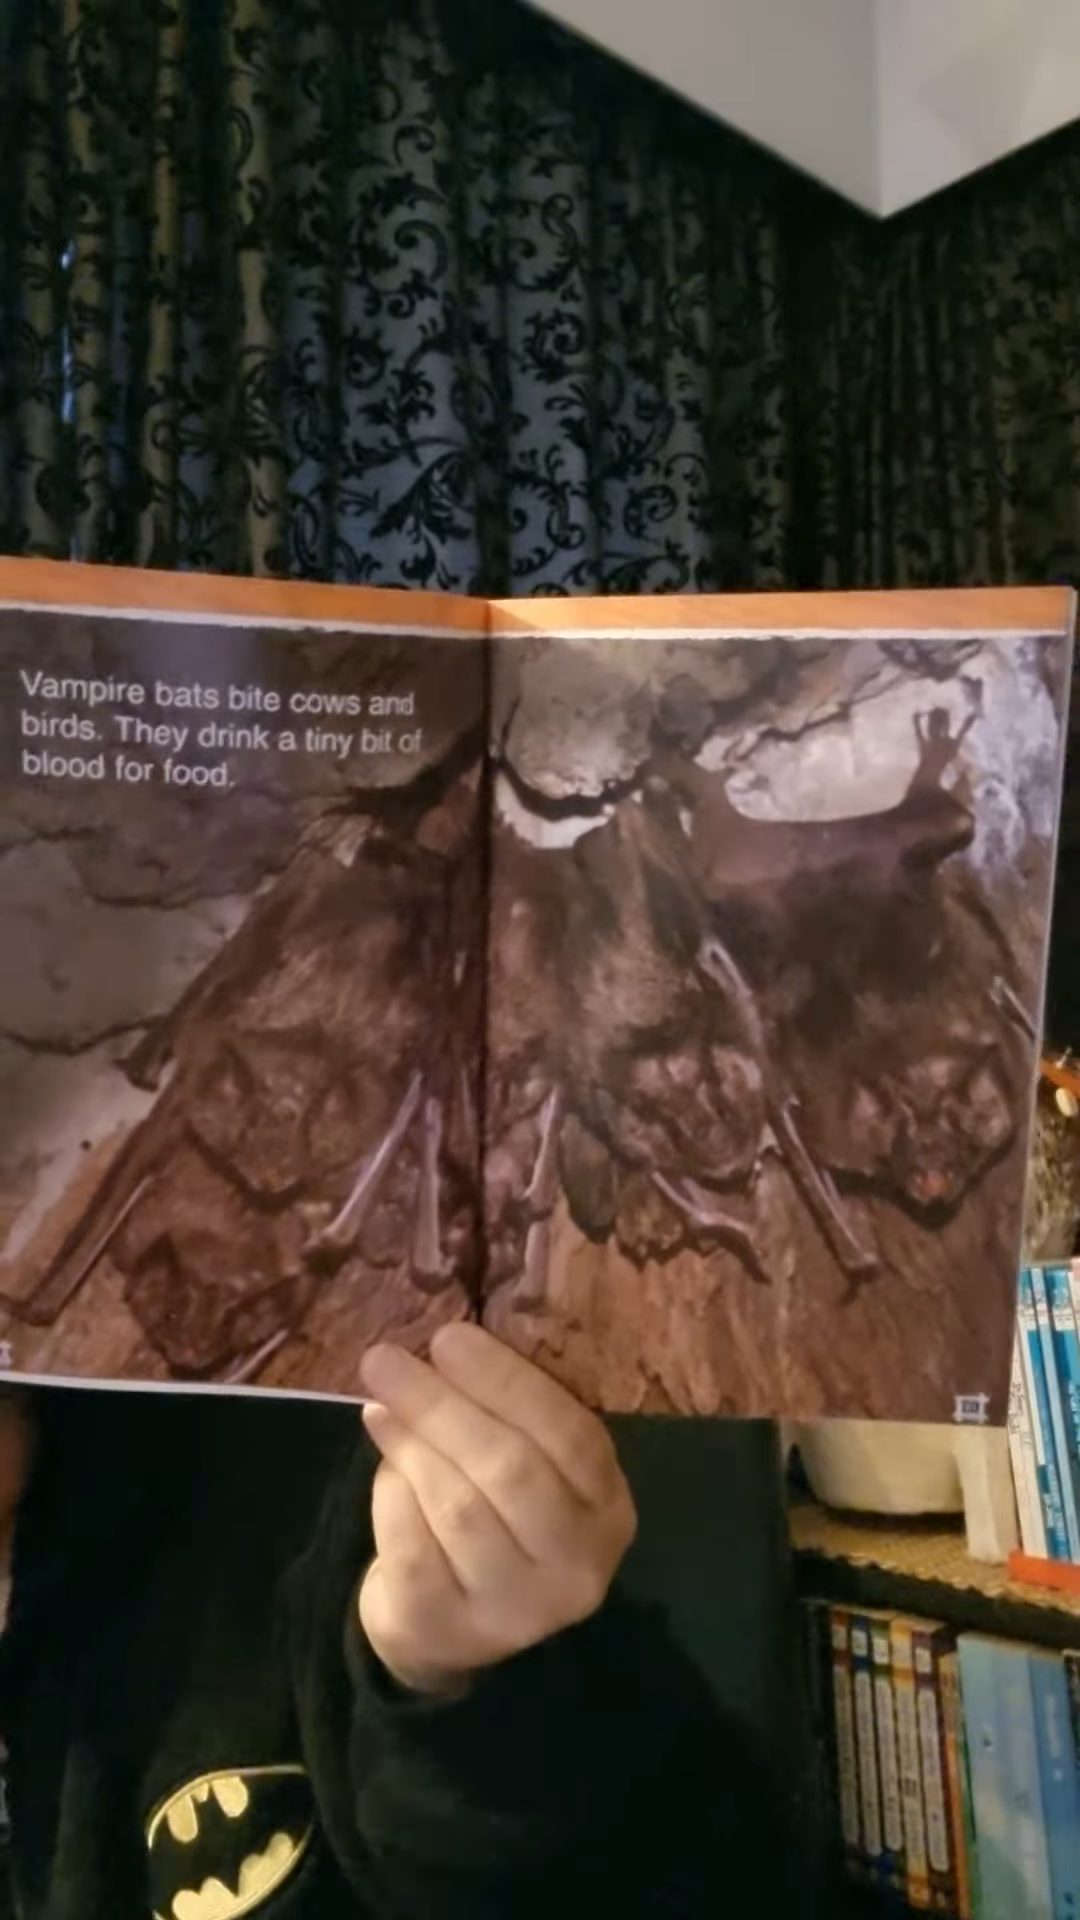 Vampire bats bite cows and
birds. They drink a tiny bit of
blood for food.